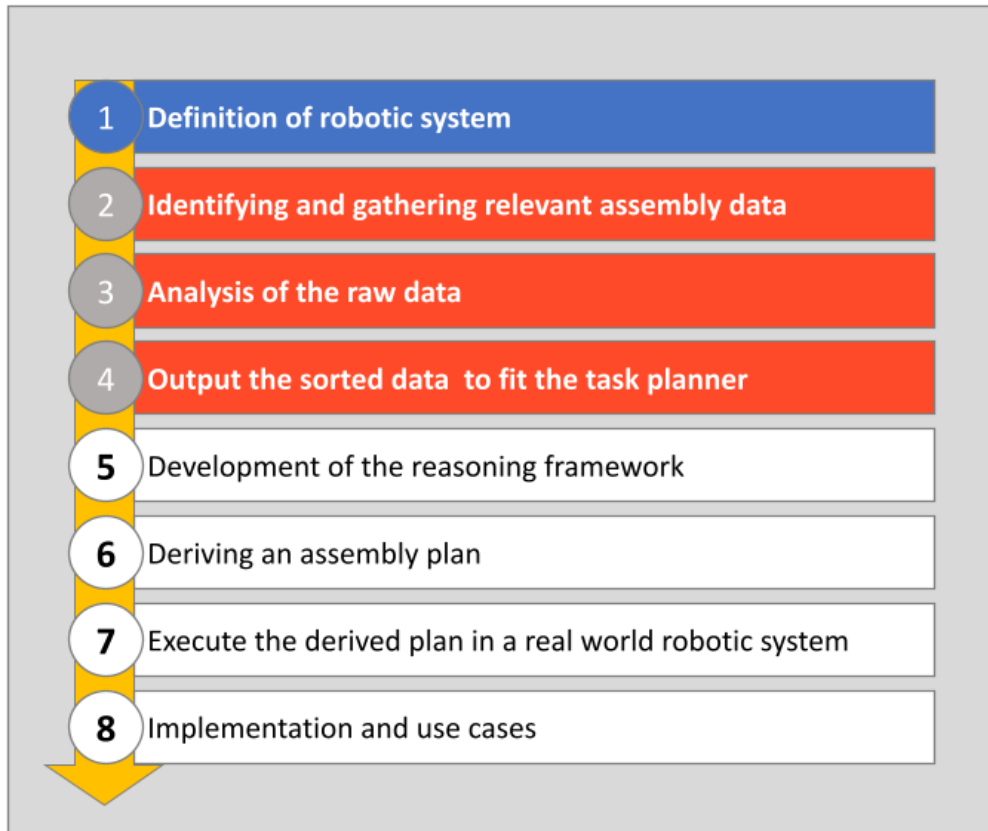 1 Definition of robotic system
2 Identifying and gathering relevant assembly data
3 Analysis of the raw data
4 Output the sorted data  to fit the task planner
5 Development of the reasoning framework
6 Deriving an assembly plan
7 Execute the derived plan in a real world robotic system
8 Implementation and use cases